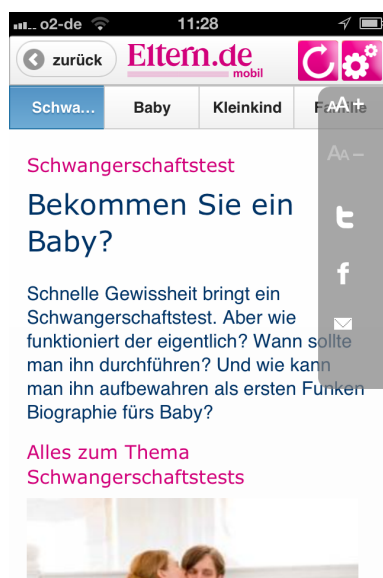 o2-de 11:28
zurück Eltern.de
mobil
Schwa... Baby Kleinkind Familie
AA+
AA–
Schwangerschaftstest
Bekommen Sie ein
Baby?
Schnelle Gewissheit bringt ein
Schwangerschaftstest. Aber wie
funktioniert der eigentlich? Wann sollte
man ihn durchführen? Und wie kann
man ihn aufbewahren als ersten Funken
Biographie fürs Baby?
Alles zum Thema
Schwangerschaftstests